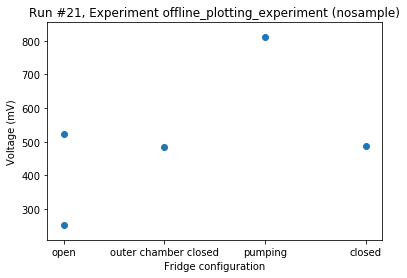 Run #21, Experiment offline_plotting_experiment (nosample)
800
700
600
500
400
300
Voltage (mV)
open outer chamber closed pumping closed
Fridge configuration